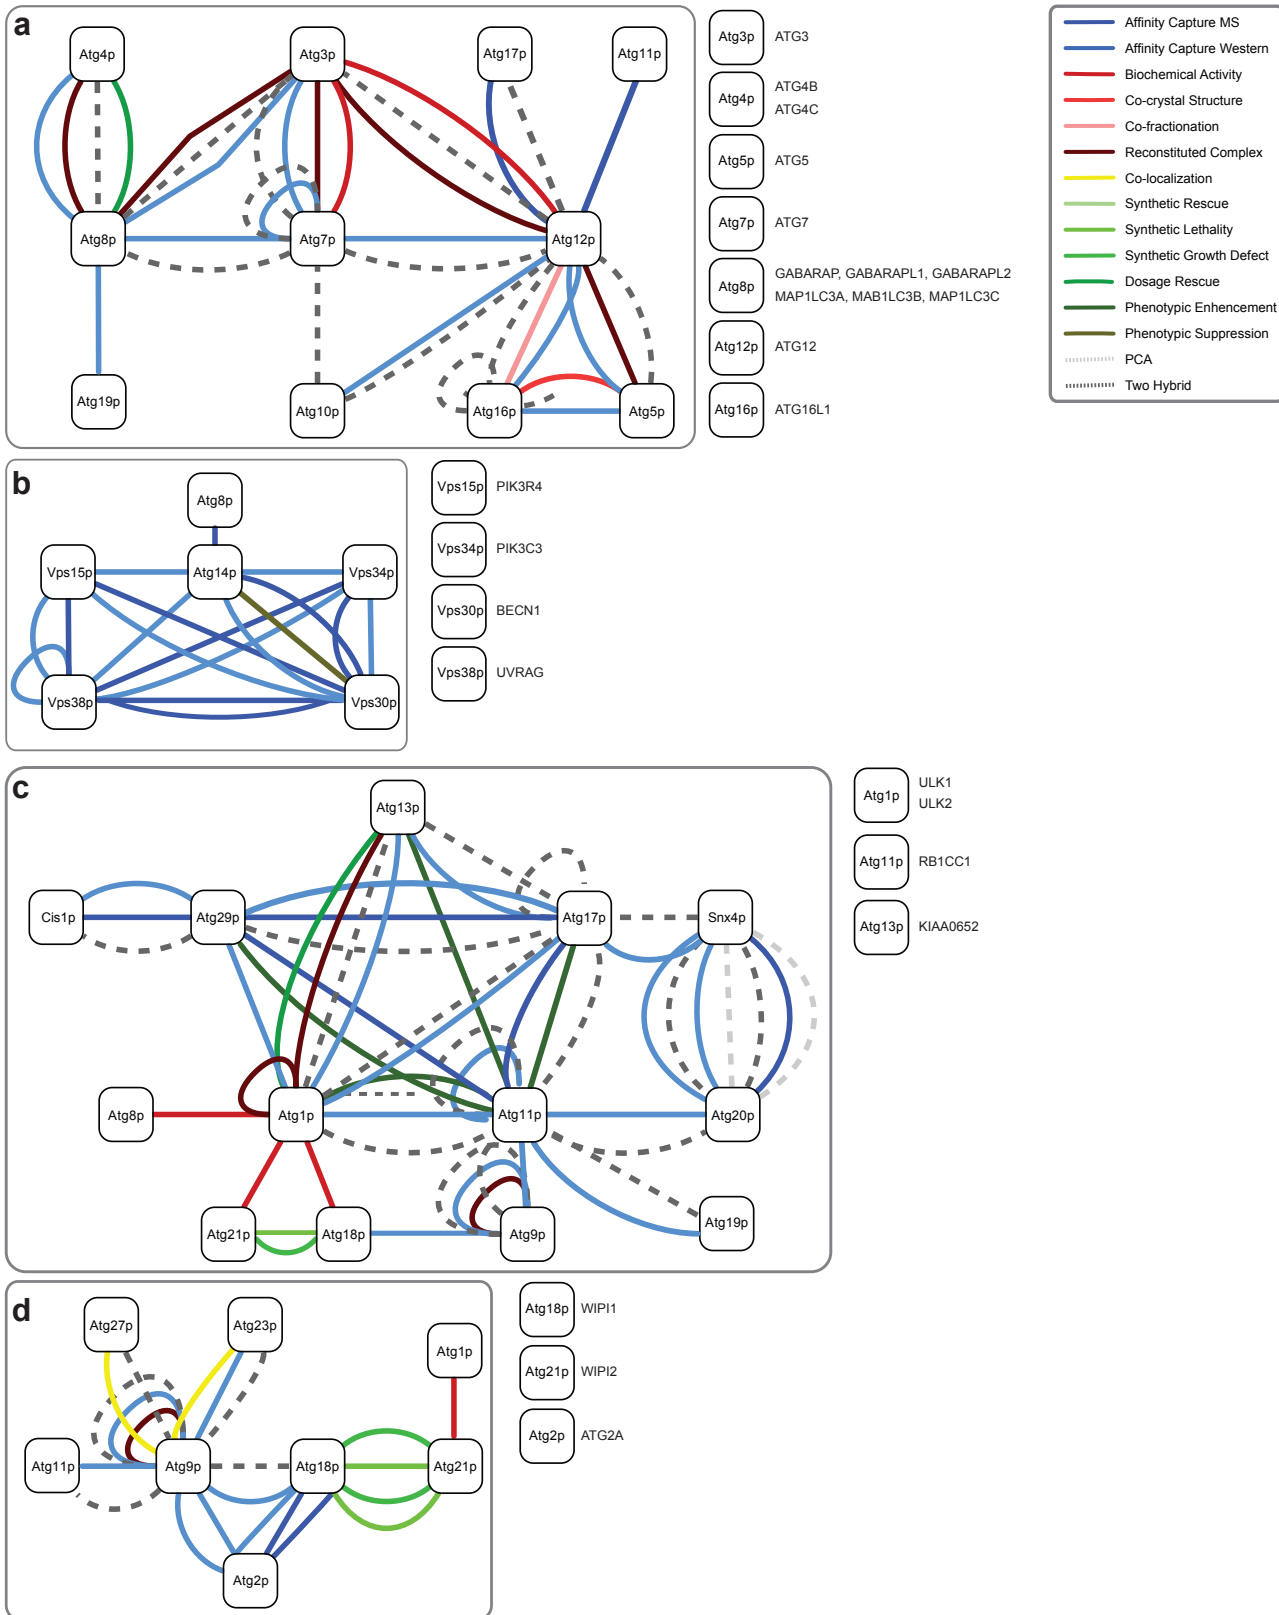 a
Atg4p
Atg3p
Atg17p
Atg11p
Atg8p
Atg7p
Atg12p
Atg19p
Atg10p
Atg16p
Atg5p
Atg3p ATG3
Atg4p ATG4B
ATG4C
Atg5p ATG5
Atg7p ATG7
Atg8p GABARAP, GABARAPL1, GABARAPL2
MAP1LC3A, MAB1LC3B, MAP1LC3C
Atg12p ATG12
Atg16p ATG16L1
Affinity Capture MS
Affinity Capture Western
Biochemical Activity
Co-crystal Structure
Co-fractionation
Reconstituted Complex
Co-localization
Synthetic Rescue
Synthetic Lethality
Synthetic Growth Defect
Dosage Rescue
Phenotypic Enhancement
Phenotypic Suppression
PCA
Two Hybrid
b
Atg8p
Vps15p
Atg14p
Vps34p
Vps38p
Vps30p
Vps15p PIK3R4
Vps34p PIK3C3
Vps30p BECN1
Vps38p UVRAG
c
Atg13p
Cis1p
Atg29p
Atg17p
Snx4p
Atg8p
Atg1p
Atg11p
Atg20p
Atg21p
Atg18p
Atg9p
Atg19p
Atg1p ULK1
ULK2
Atg11p RB1CC1
Atg13p KIAA0652
d
Atg27p
Atg23p
Atg1p
Atg11p
Atg9p
Atg18p
Atg21p
Atg2p
Atg18p WIPI1
Atg21p WIPI2
Atg2p ATG2A